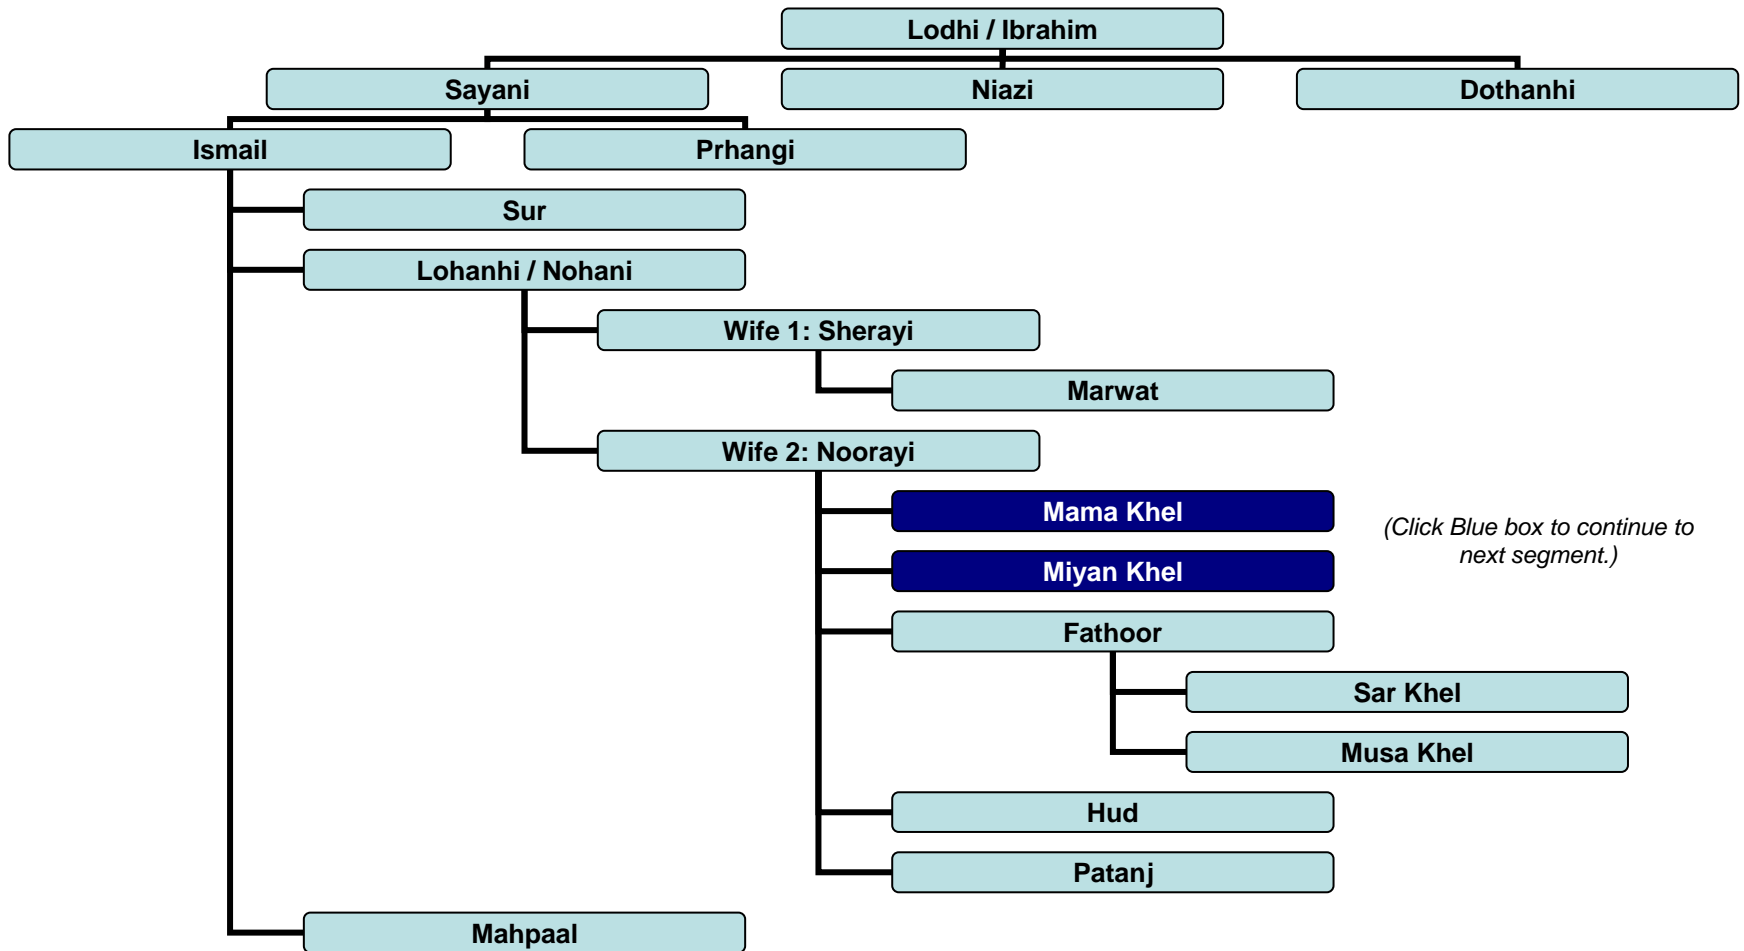 Lodhi / Ibrahim
Sayani
Niazi
Dothanhi
Ismail
Prhangi
Sur
Lohanhi / Nohani
Wife 1: Sherayi
Marwat
Wife 2: Noorayi
Mama Khel
(Click Blue box to continue to
next segment.)
Miyan Khel
Fathoor
Sar Khel
Musa Khel
Hud
Patanj
Mahpaal